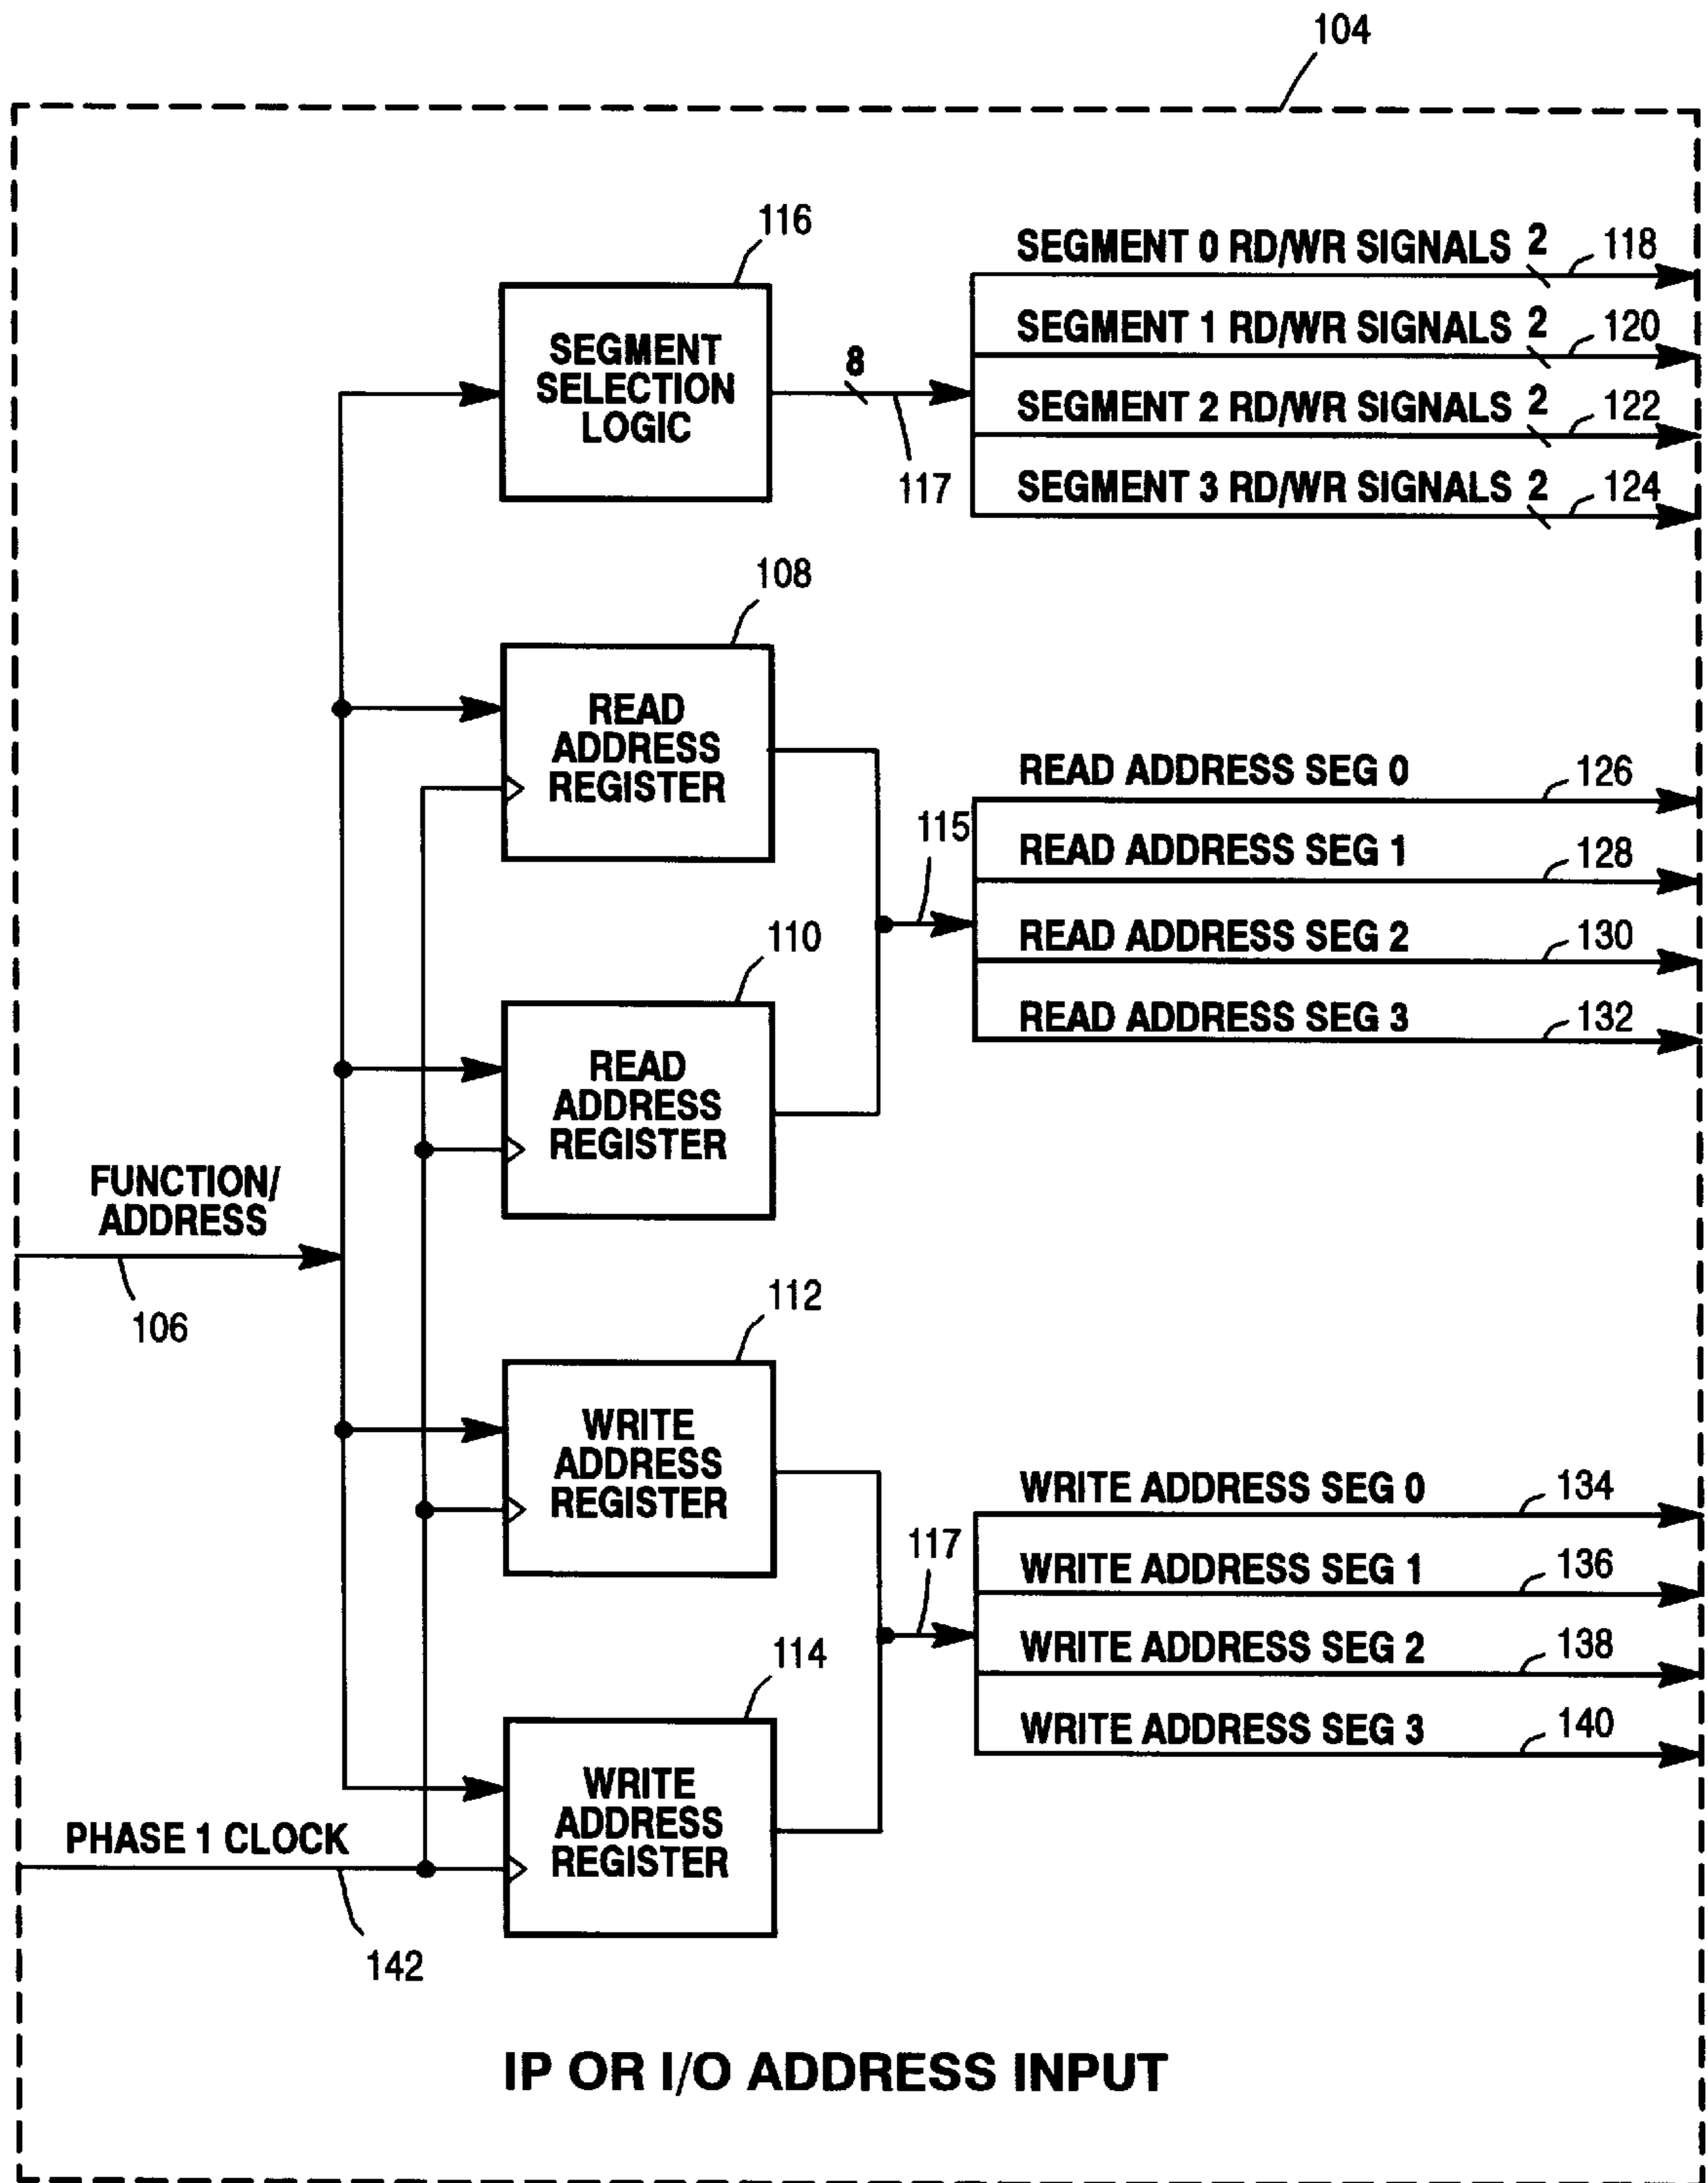 104
116
SEGMENT
SELECTION
LOGIC
8
117
SEGMENT 0 RD/WR SIGNALS 2 118
SEGMENT 1 RD/WR SIGNALS 2 120
SEGMENT 2 RD/WR SIGNALS 2 122
SEGMENT 3 RD/WR SIGNALS 2 124
108
READ
ADDRESS
REGISTER
115
READ ADDRESS SEG 0 126
READ ADDRESS SEG 1 128
READ ADDRESS SEG 2 130
READ ADDRESS SEG 3 132
110
READ
ADDRESS
REGISTER
FUNCTION/
ADDRESS
106
112
WRITE
ADDRESS
REGISTER
117
WRITE ADDRESS SEG 0 134
WRITE ADDRESS SEG 1 136
WRITE ADDRESS SEG 2 138
WRITE ADDRESS SEG 3 140
114
WRITE
ADDRESS
REGISTER
PHASE 1 CLOCK
142
IP OR I/O ADDRESS INPUT